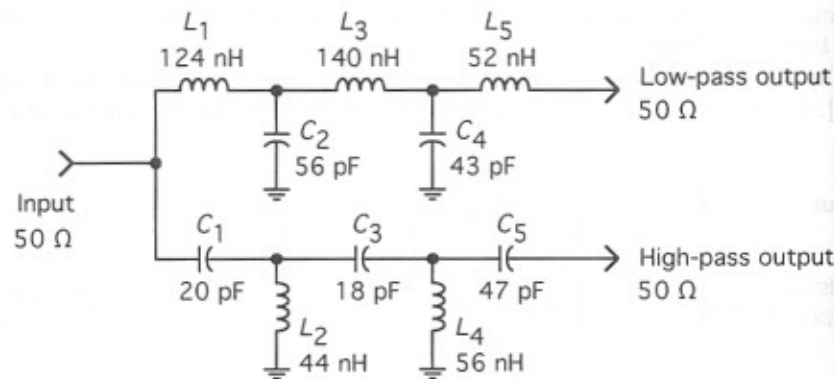 L1
124 nH
L3
140 nH
L5
52 nH
Low-pass output
50 Ω
C2
56 pF
C4
43 pF
Input
50 Ω
C1
20 pF
C3
18 pF
C5
47 pF
High-pass output
50 Ω
L2
44 nH
L4
56 nH